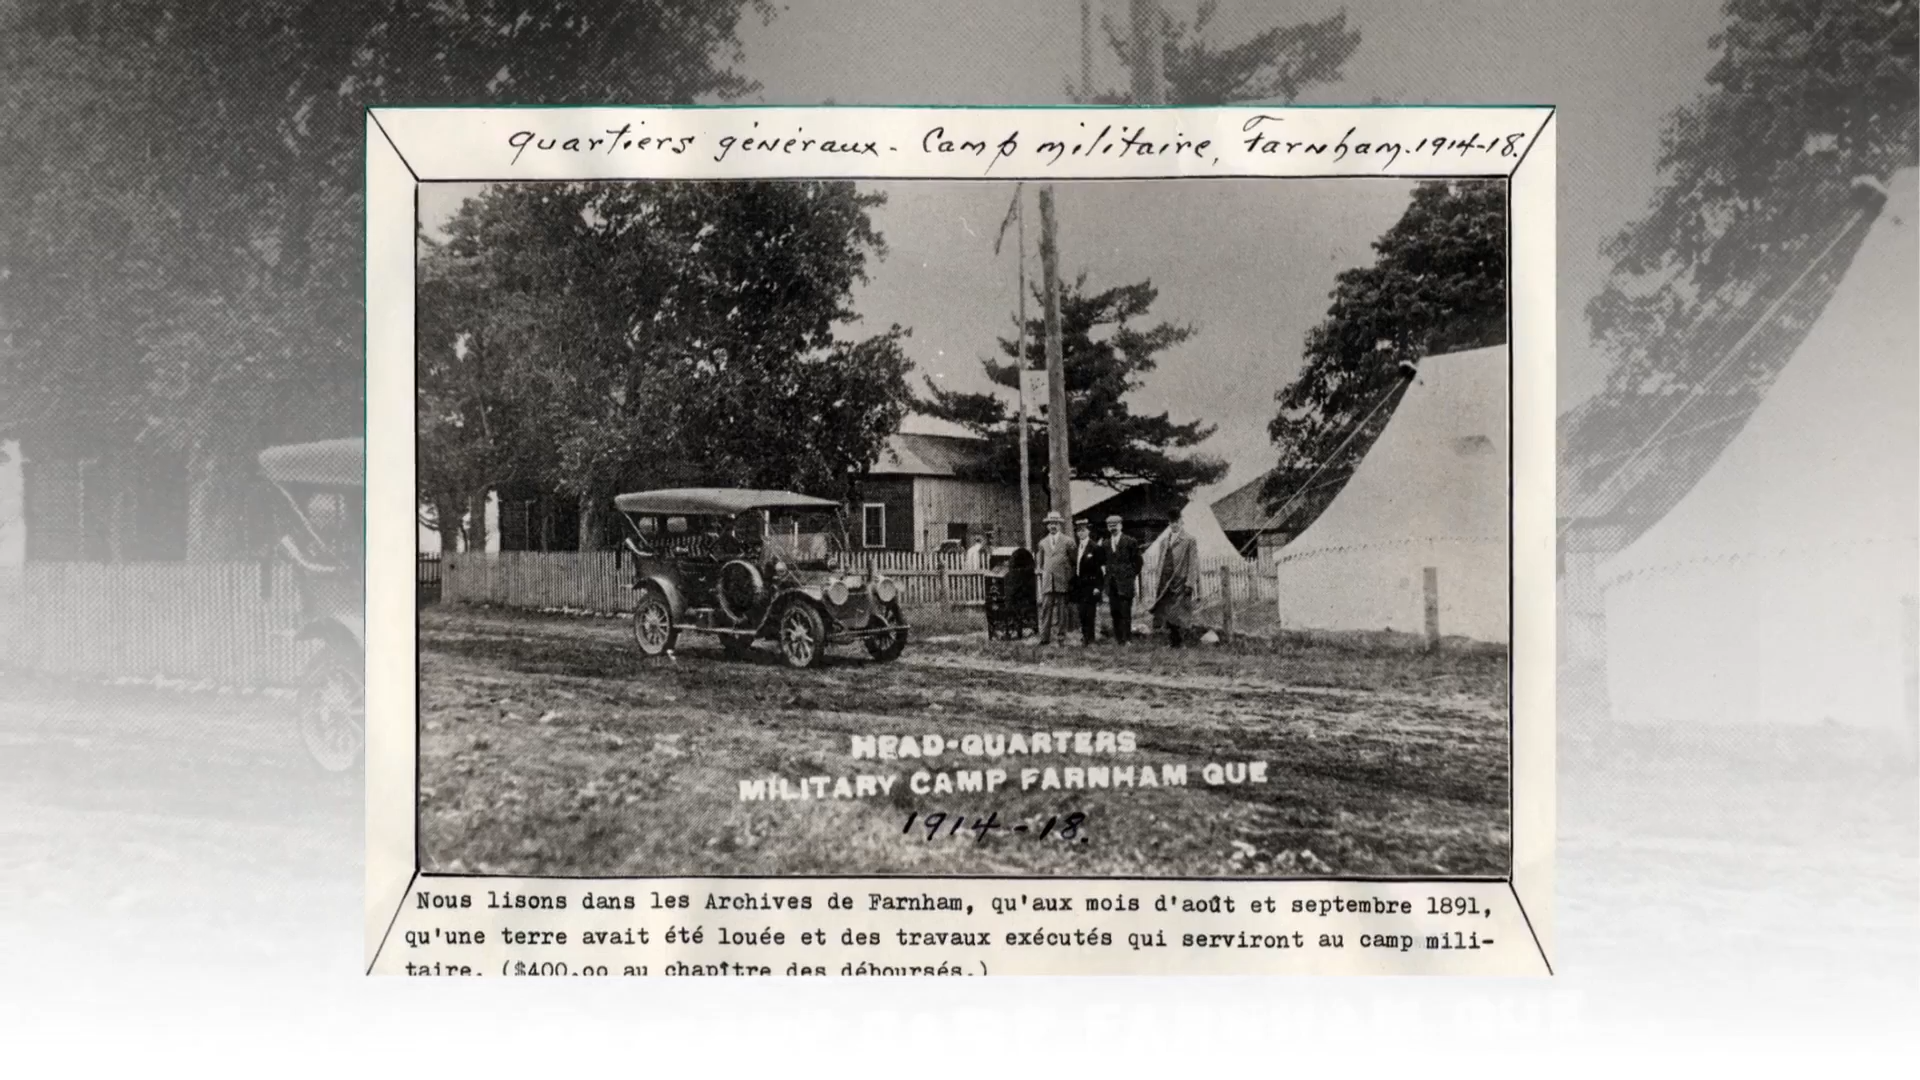 quartiers généraux - Camp militaire, Farnham. 1914-18.
HEAD-QUARTERS
MILITARY CAMP FARNHAM QUE
1914-18.
Nous lisons dans les Archives de Farnham, qu'aux mois d'août et septembre 1891,
qu'une terre avait été louée et des travaux exécutés qui serviront au camp mili-
taire. ($400.oo au chapître des déboursés.)